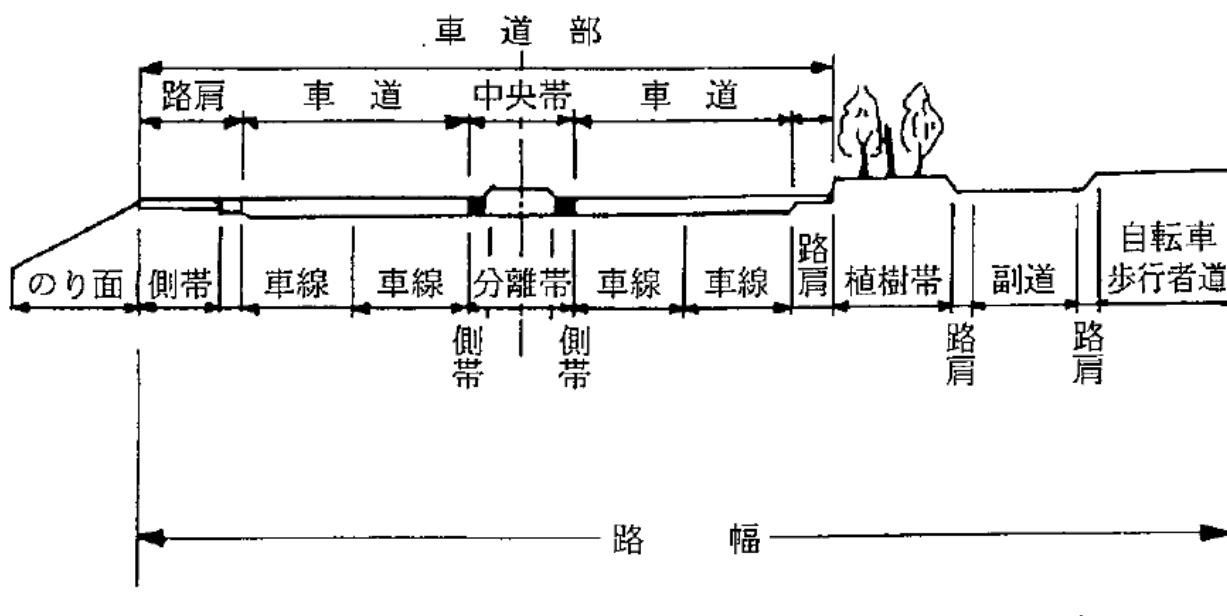 車道部
路肩 車道 中央帯 車道
路肩
自転車
歩行者道
のり面 側帯 車線 車線 分離帯 車線 車線 植樹帯 副道
側帯 側帯 路肩 路肩
路幅